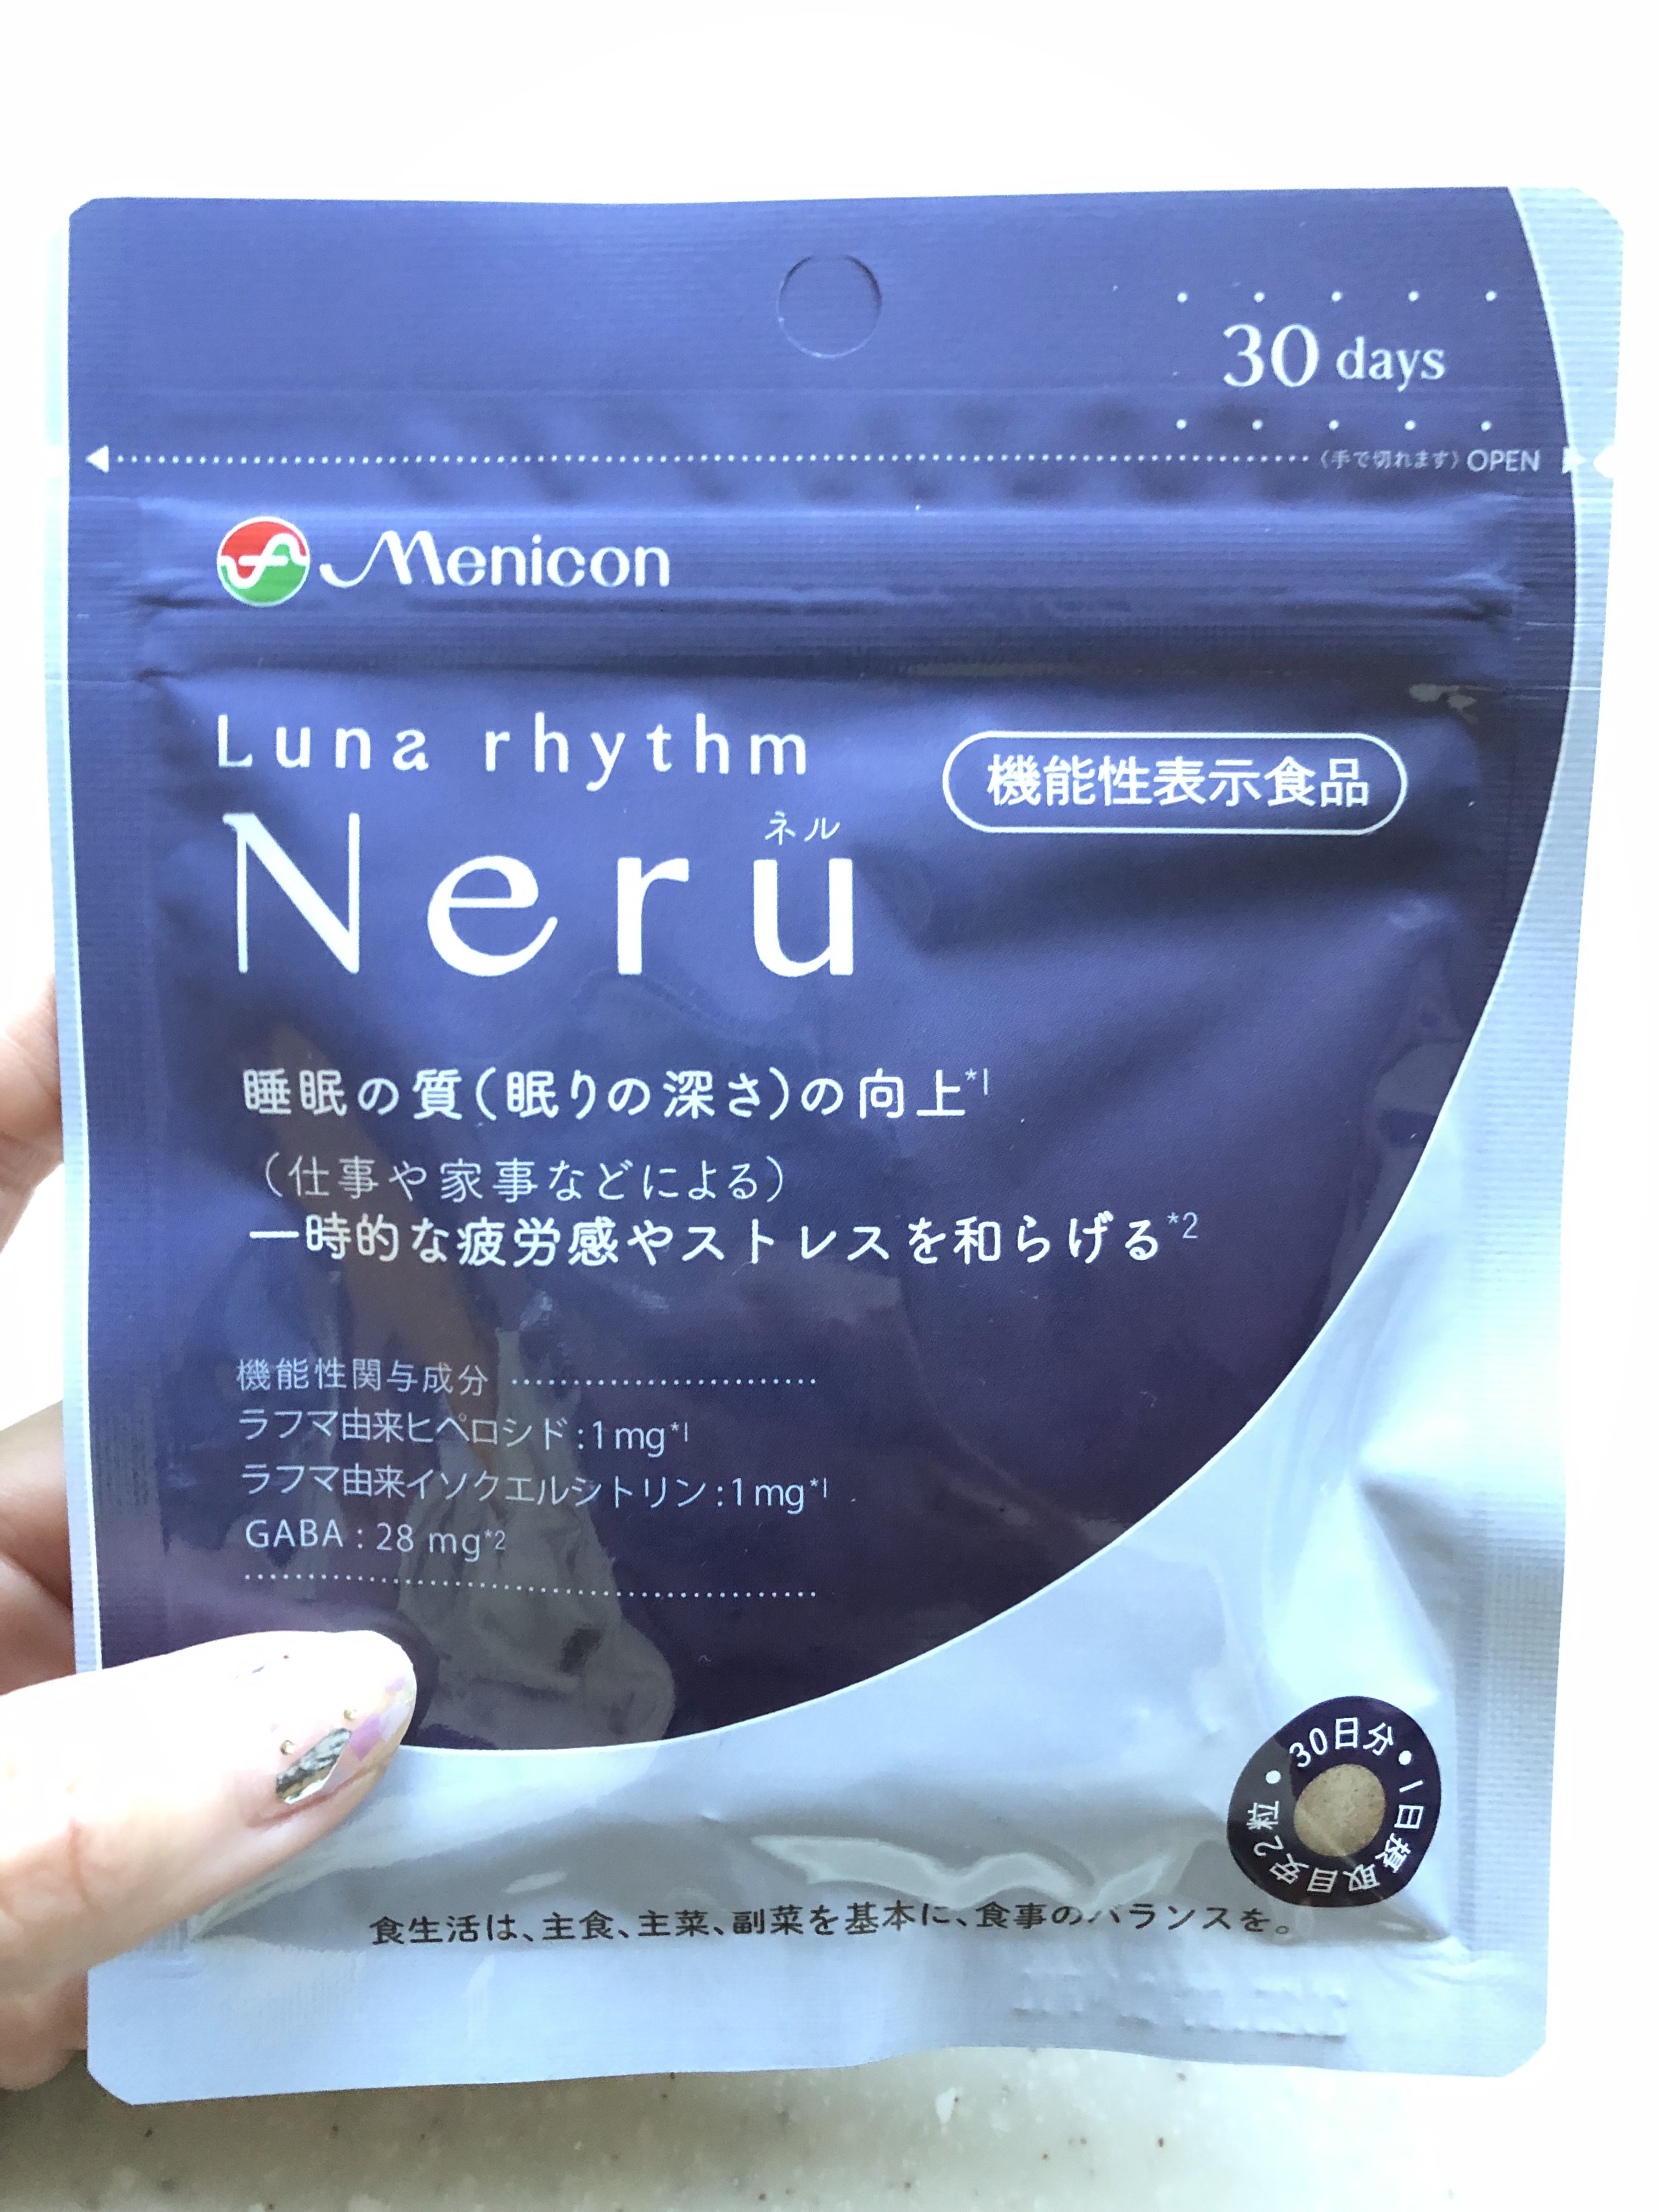 30 days
〈手で切れます〉OPEN
Menicon
Luna rhythm
機能性表示食品
ネル
Neru
睡眠の質(眠りの深さ)の向上*1
(仕事や家事などによる)
一時的な疲労感やストレスを和らげる*2
機能性関与成分
ラフマ由来ヒペロシド:1mg*1
ラフマ由来イソクエルシトリン:1mg*1
GABA:28 mg*2
30日分・1日摂取目安2粒・
食生活は、主食、主菜、副菜を基本に、食事のバランスを。